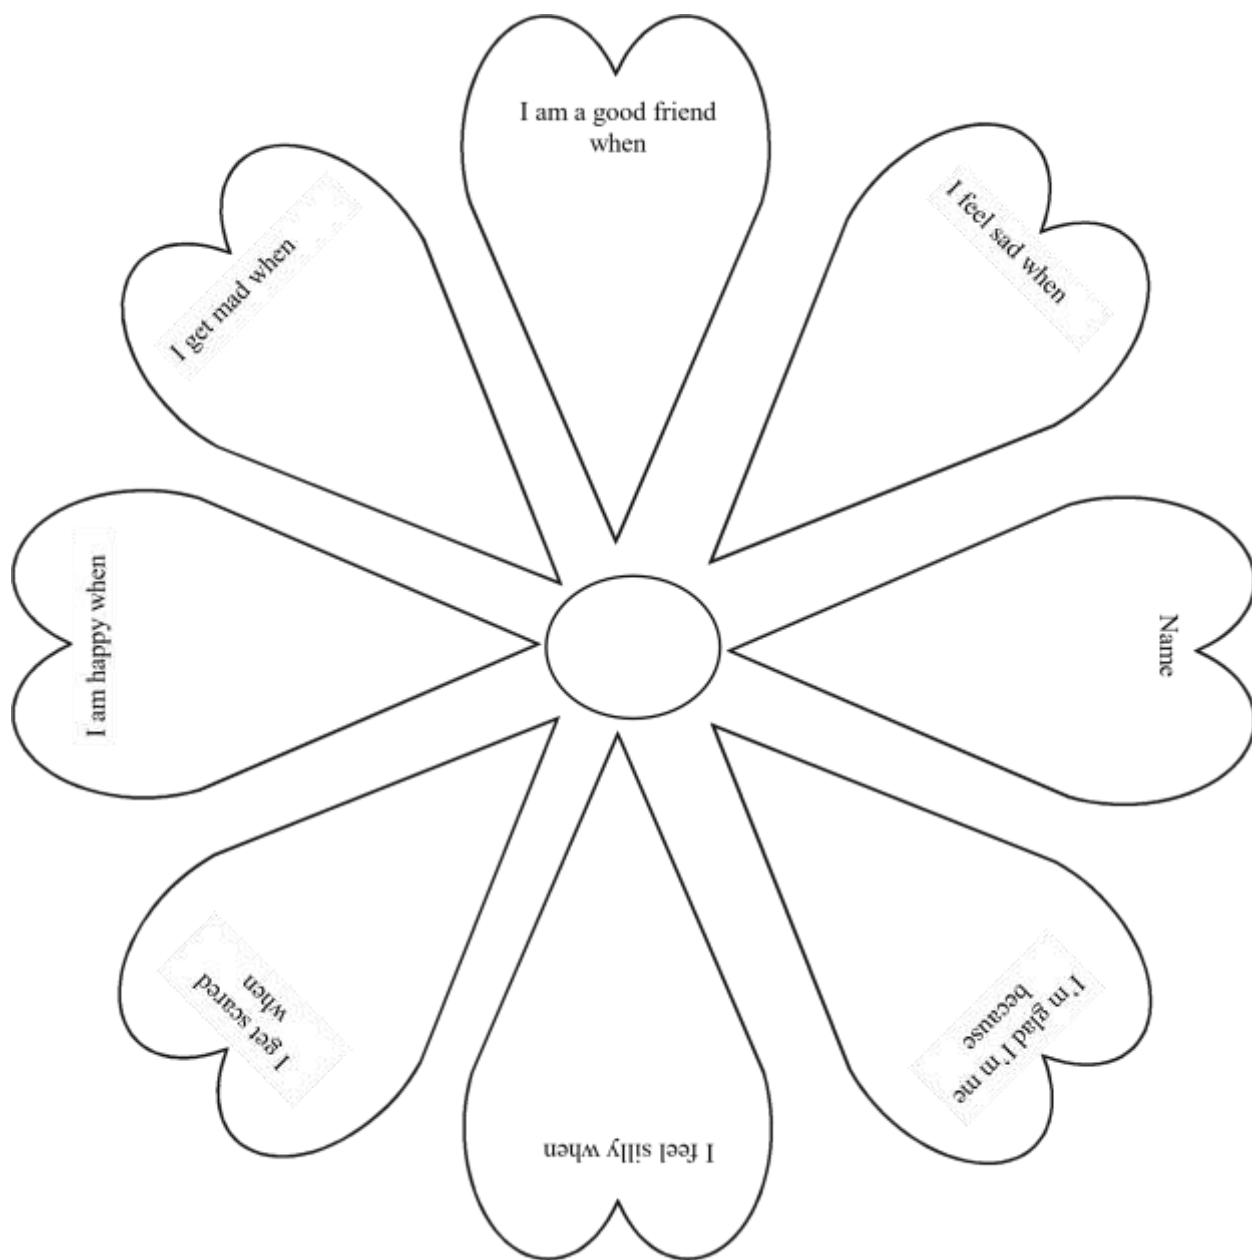 I am a good friend
when
I feel sad when
Name
I'm glad I'm me
because
I feel silly when
I get scared
when
I am happy when
I get mad when